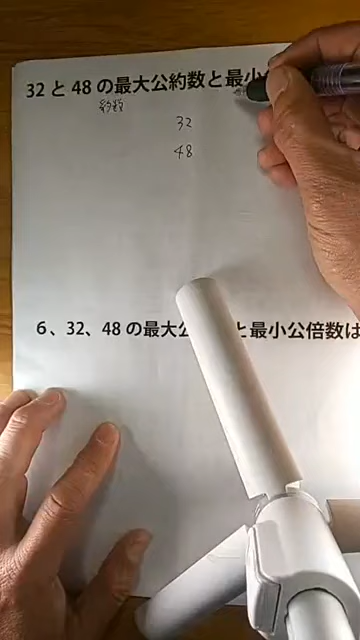 32 と 48 の最大公約数と最小
約数
32
48
6、32、48 の最大公 と最小公倍数は